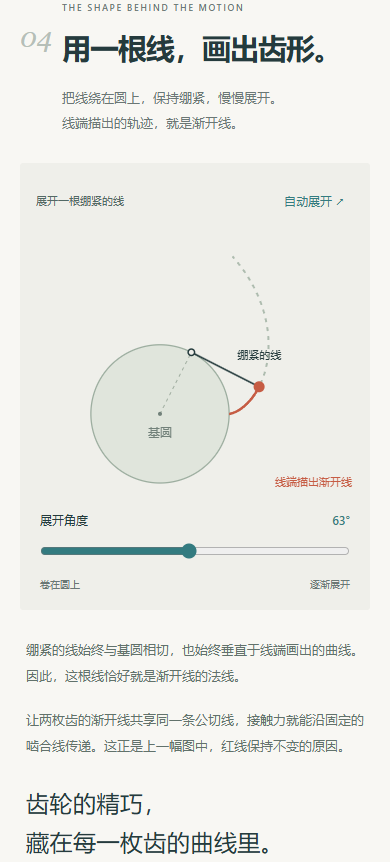 THE SHAPE BEHIND THE MOTION
04
用一根线，画出齿形。
把线绕在圆上，保持绷紧，慢慢展开。
线端描出的轨迹，就是渐开线。
展开一根绷紧的线
自动展开 ↗
绷紧的线
基圆
线端描出渐开线
展开角度
63°
卷在圆上
逐渐展开
绷紧的线始终与基圆相切，也始终垂直于线端画出的曲线。
因此，这根线恰好就是渐开线的法线。
让两枚齿的渐开线共享同一条公切线，接触力就能沿固定的
啮合线传递。这正是上一幅图中，红线保持不变的原因。
齿轮的精巧，
藏在每一枚齿的曲线里。